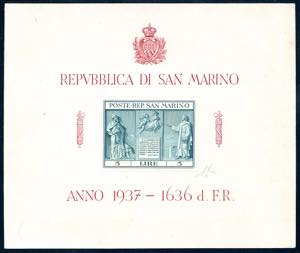 REPVBBLICA DI SAN MARINO
POSTE·REP. SAN MARINO
5 LIRE 5
ANNO 1937 – 1636 d. F. R.